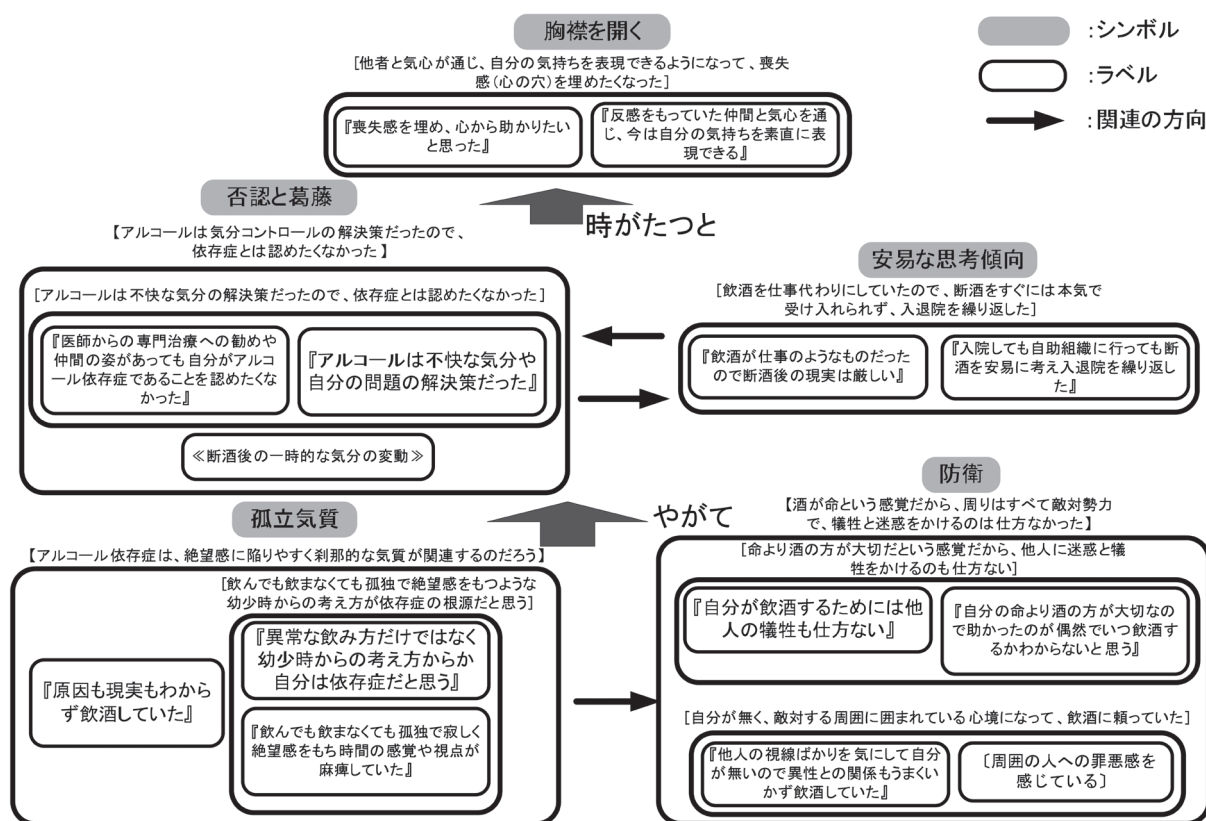 胸襟を開く
[他者と気心が通じ、自分の気持ちを表現できるようになって、喪失
感(心の穴)を埋めたくなった]
『喪失感を埋め、心から助かりたい
と思った』
『反感をもっていた仲間と気心を通
じ、今は自分の気持ちを素直に表
現できる』
:シンボル
:ラベル
:関連の方向
時がたつと
否認と葛藤
【アルコールは気分コントロールの解決策だったので、
依存症とは認めたくなかった】
[アルコールは不快な気分の解決策だったので、依存症とは認めたくなかった]
『医師からの専門治療への勧めや
仲間の姿があっても自分がアルコ
ール依存症であることを認めたくな
かった』
『アルコールは不快な気分や
自分の問題の解決策だった』
≪断酒後の一時的な気分の変動≫
安易な思考傾向
[飲酒を仕事代わりにしていたので、断酒をすぐには本気で
受け入れられず、入退院を繰り返した]
『飲酒が仕事のようなものだった
ので断酒後の現実は厳しい』
『入院しても自助組織に行っても断
酒を安易に考え入退院を繰り返し
た』
やがて
孤立気質
【アルコール依存症は、絶望感に陥りやすく刹那的な気質が関連するのだろう】
[飲んでも飲まなくても孤独で絶望感をもつような
幼少時からの考え方が依存症の根源だと思う]
『原因も現実もわから
ず飲酒していた』
『異常な飲み方だけではなく
幼少時からの考え方からか
自分は依存症だと思う』
『飲んでも飲まなくても孤独で寂しく
絶望感をもち時間の感覚や視点が
麻痺していた』
防衛
【酒が命という感覚だから、周りはすべて敵対勢力
で、犠牲と迷惑をかけるのは仕方なかった】
[命より酒の方が大切だという感覚だから、他人に迷惑と犠
牲をかけるのも仕方ない]
『自分が飲酒するためには他
人の犠牲も仕方ない』
『自分の命より酒の方が大切なの
で助かったのが偶然でいつ飲酒す
るかわからないと思う』
[自分が無く、敵対する周囲に囲まれている心境になって、飲酒に頼っていた]
『他人の視線ばかりを気にして自分
が無いので異性との関係もうまくい
かず飲酒していた』
〔周囲の人への罪悪感を
感じている〕